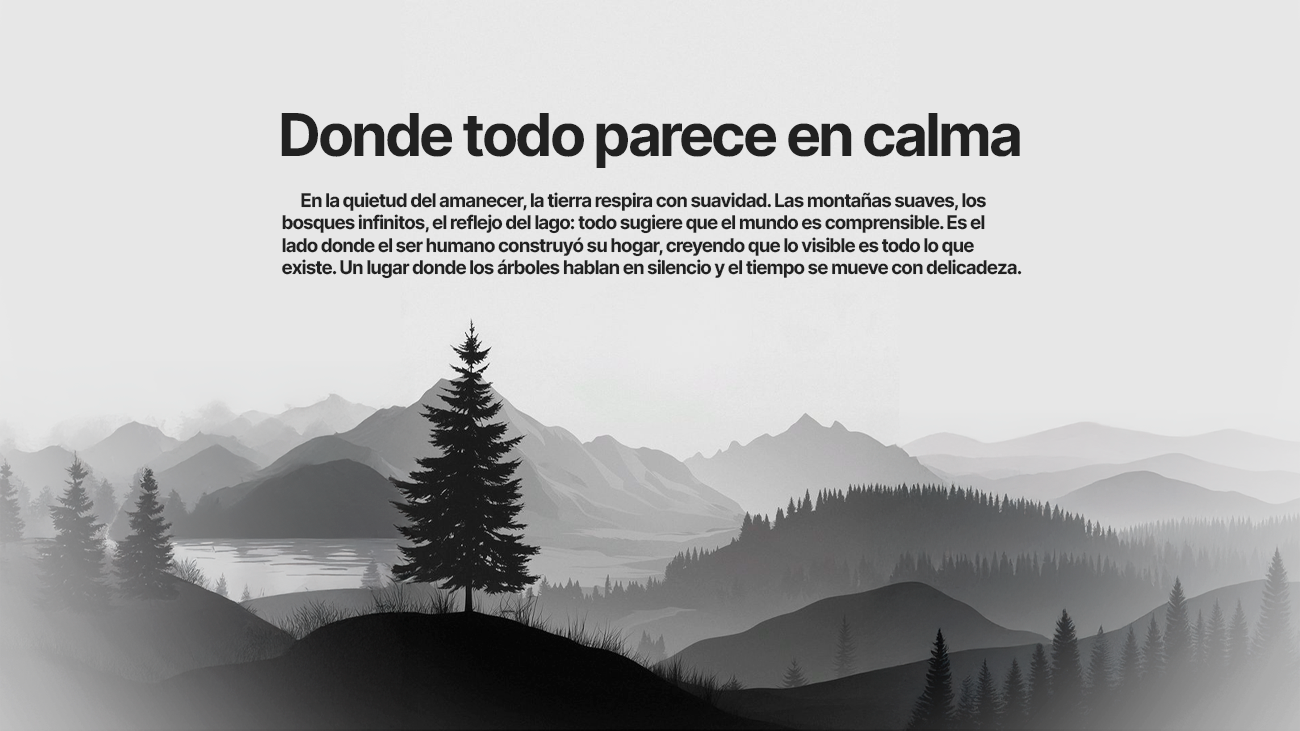 Donde todo parece en calma
En la quietud del amanecer, la tierra respira con suavidad. Las montañas suaves, los
bosques infinitos, el reflejo del lago: todo sugiere que el mundo es comprensible. Es el
lado donde el ser humano construyó su hogar, creyendo que lo visible es todo lo que
existe. Un lugar donde los árboles hablan en silencio y el tiempo se mueve con delicadeza.